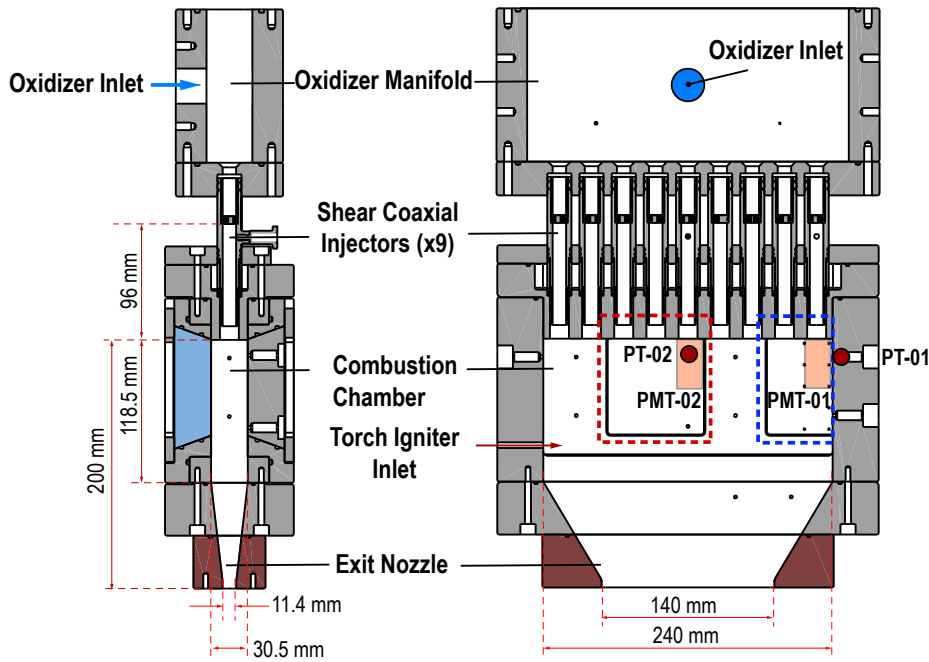 Oxidizer Inlet
Oxidizer Manifold
Oxidizer Inlet
Shear Coaxial
Injectors (x9)
96 mm
118.5 mm
200 mm
Combustion
Chamber
Torch Igniter
Inlet
PT-02
PMT-02
PMT-01
PT-01
Exit Nozzle
11.4 mm
30.5 mm
140 mm
240 mm